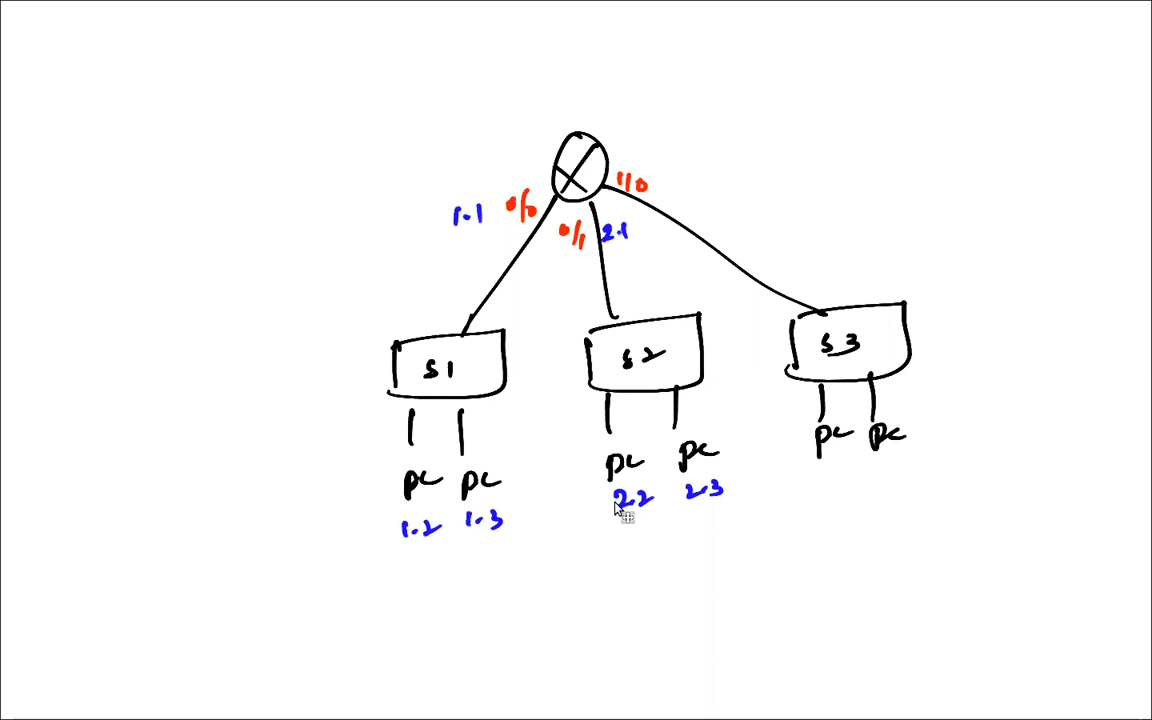 1/0
1.1 0/0
0/1 2.1
S1 S2 S3
PC PC PC PC PC PC
1.2 1.3 2.2 2.3